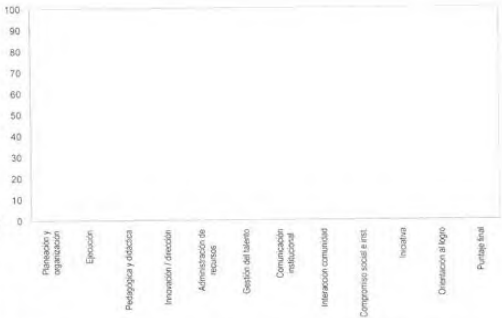 100
90
80
70
60
50
40
30
20
10
0
Planeación y
organización
Ejecución
Pedagógica y didáctica
Innovación / dirección
Administración de
recursos
Gestión del talento
Comunicación
institucional
Interacción comunidad
Compromiso social e inst.
Iniciativa
Orientación al logro
Puntaje final